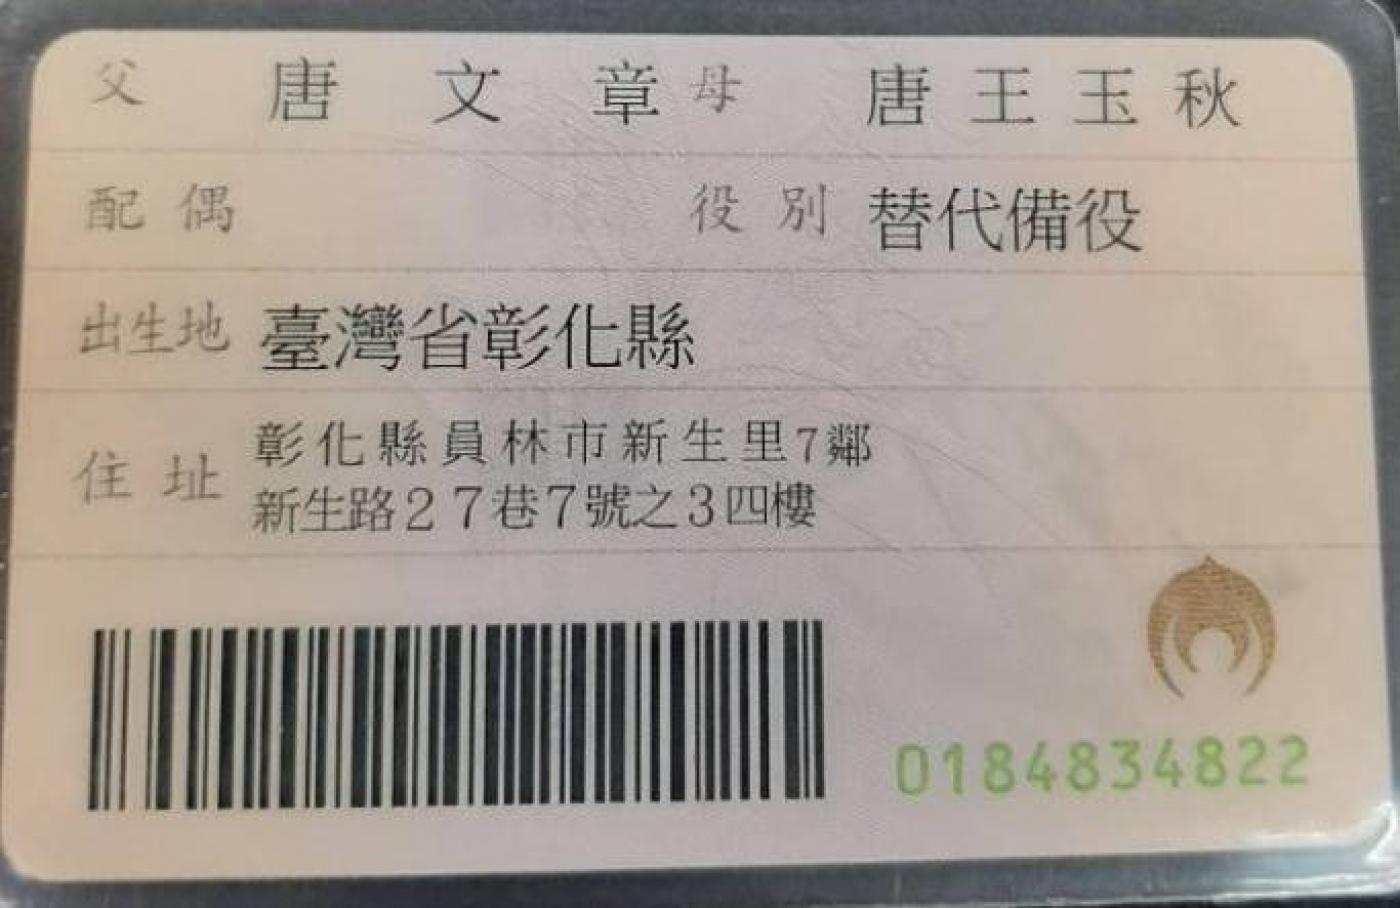 父 唐文章 母 唐王玉秋
配偶 役別 替代備役
出生地 臺灣省彰化縣
住址 彰化縣員林市新生里7鄰
新生路27巷7號之3四樓
0184834822